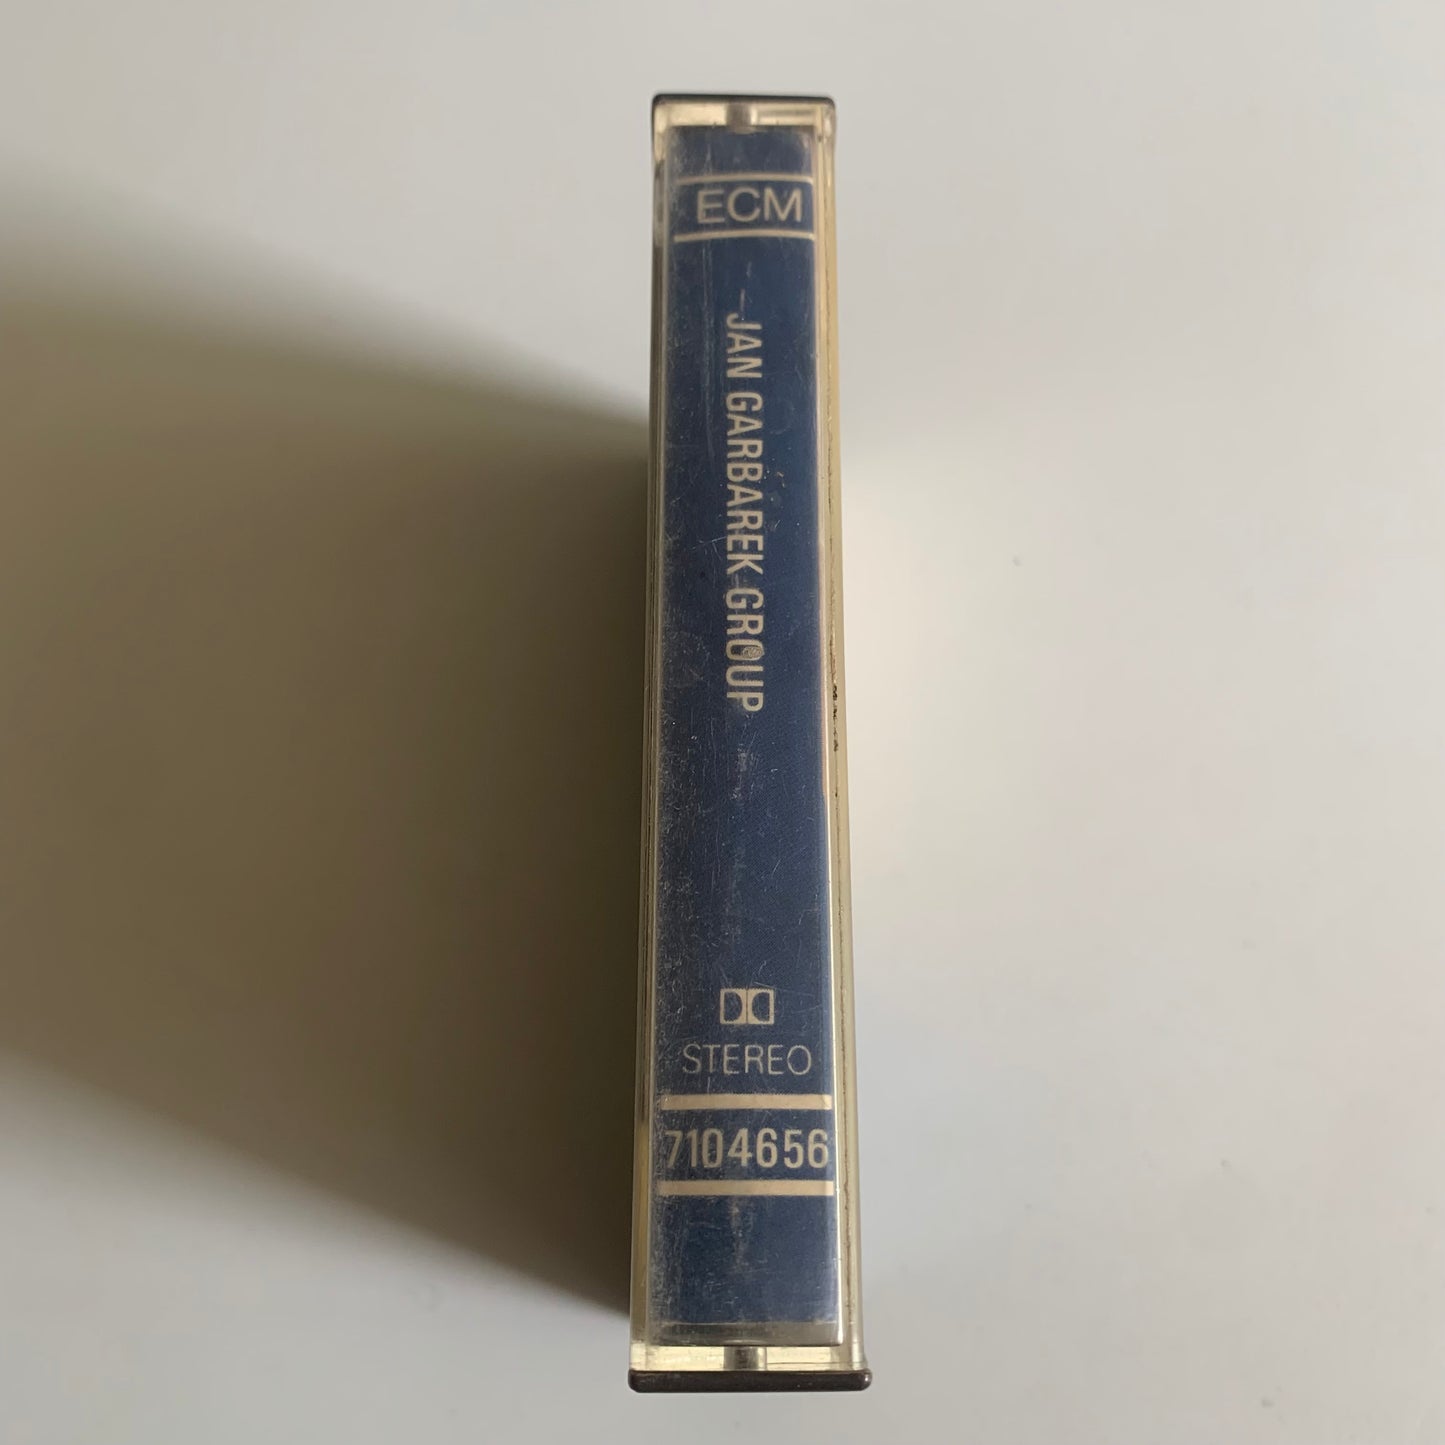 ECM
JAN GARBAREK GROUP
STEREO
7104656